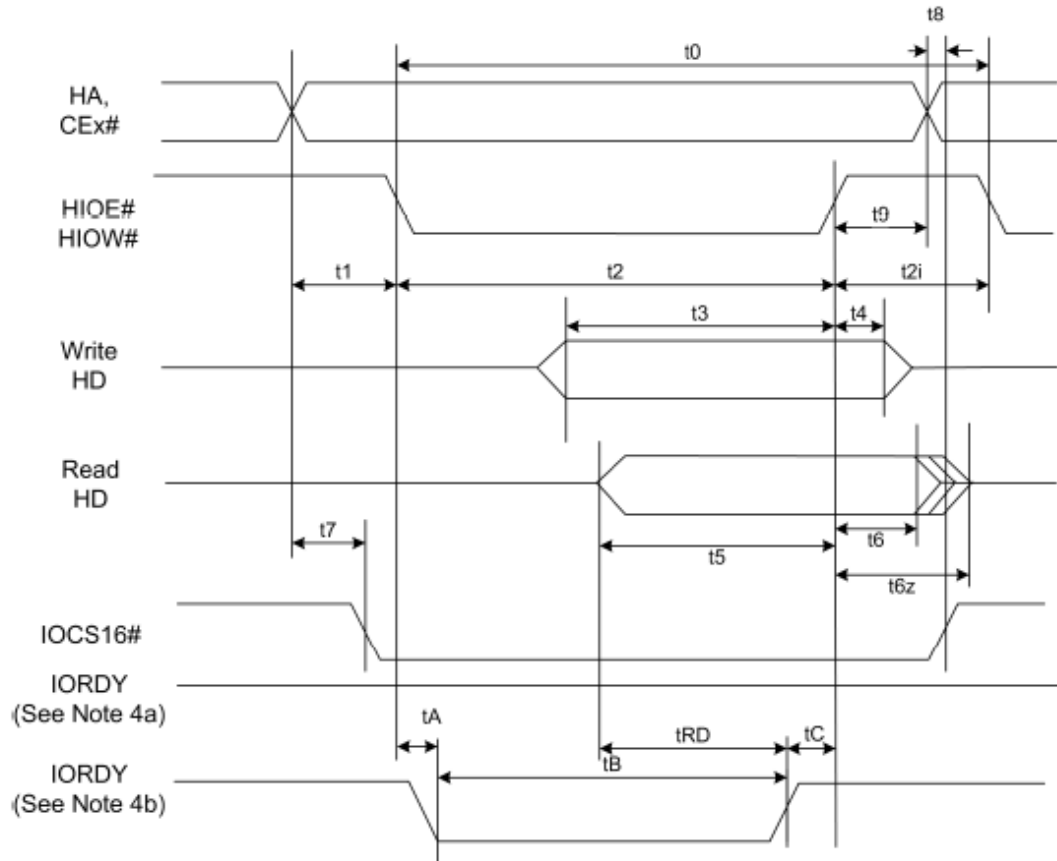 t8
t0
HA,
CEx#
HIOE#
HIOW#
t9
t1
t2
t2i
t3
t4
Write
HD
Read
HD
t7
t5
t6
t6z
IOCS16#
IORDY
(See Note 4a)
tA
tRD
tC
tB
IORDY
(See Note 4b)